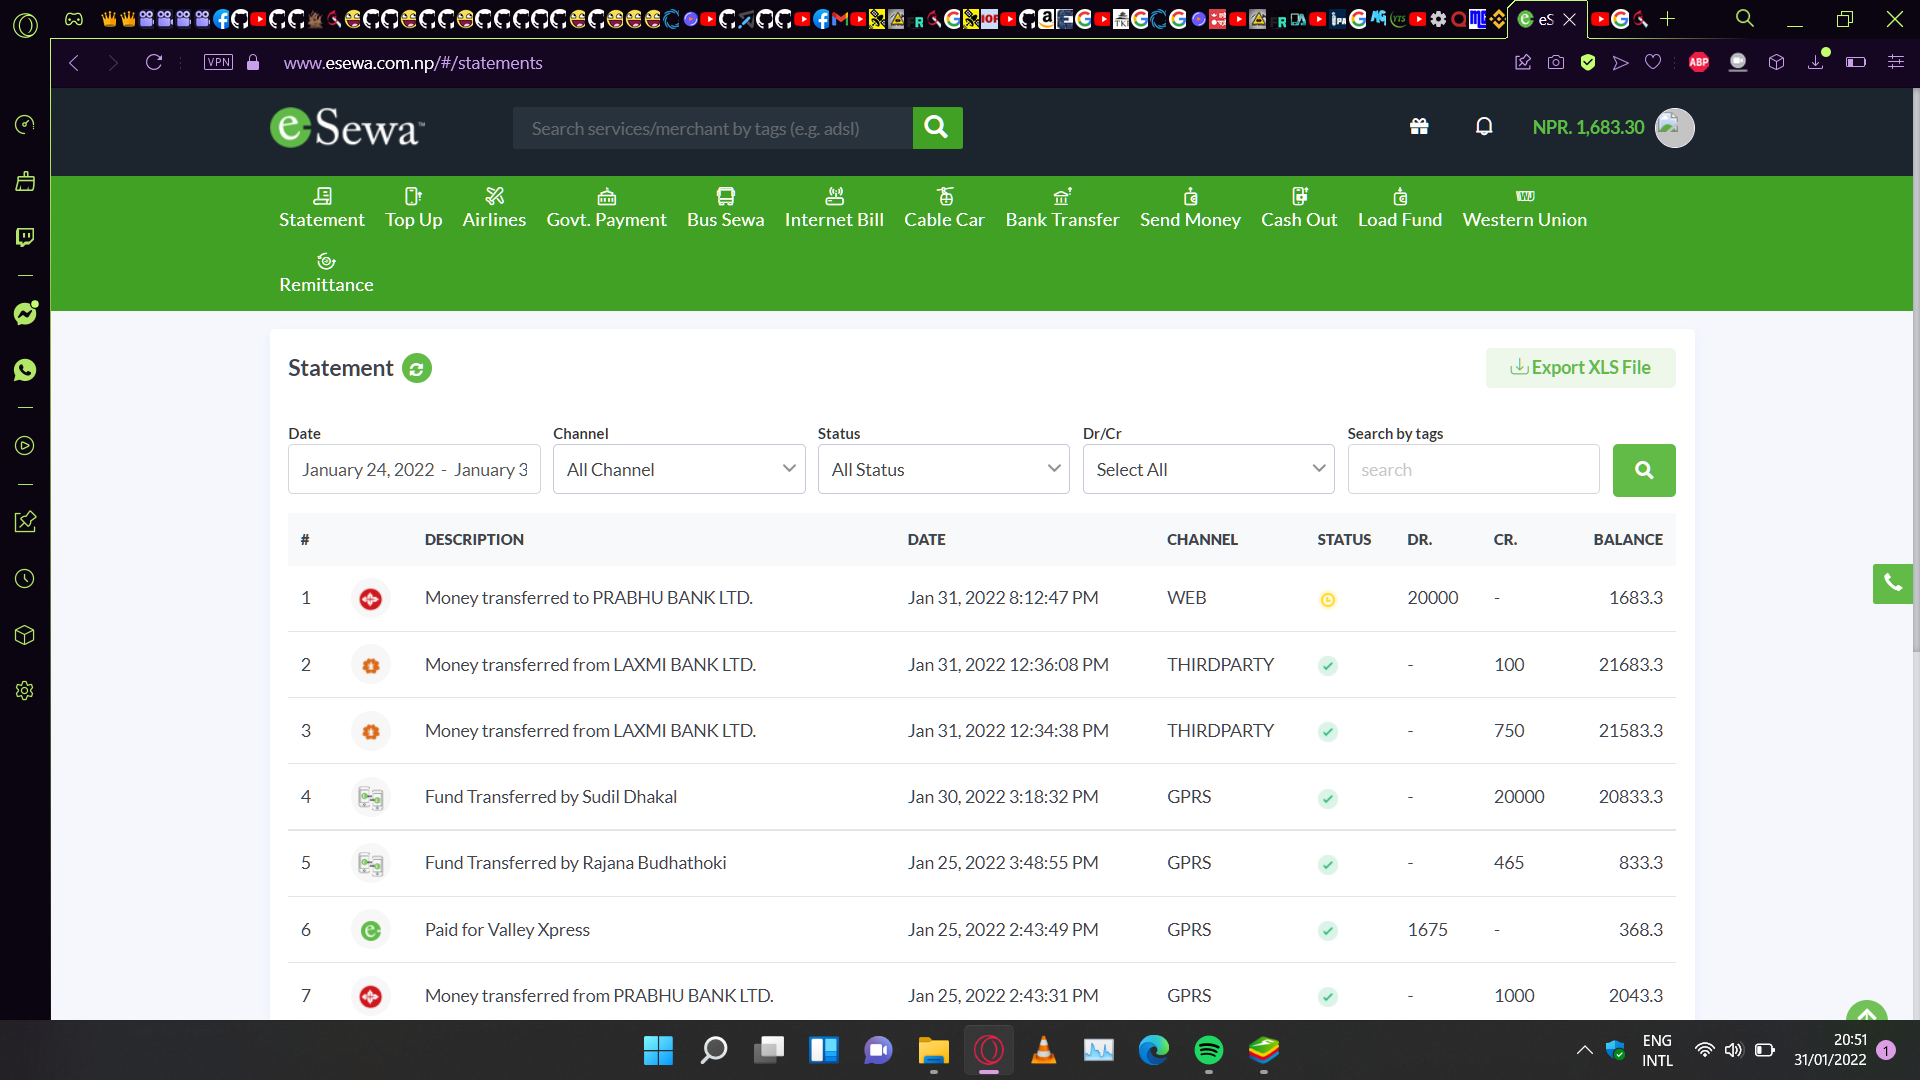 eS
VPN
www.esewa.com.np/#/statements
ABP
e-Sewa™
Search services/merchant by tags (e.g. adsl)
NPR. 1,683.30
Statement Top Up Airlines Govt. Payment Bus Sewa Internet Bill Cable Car Bank Transfer Send Money Cash Out Load Fund Western Union
Remittance
Statement
Export XLS File
Date Channel Status Dr/Cr Search by tags
January 24, 2022 - January 3 All Channel All Status Select All search
# DESCRIPTION DATE CHANNEL STATUS DR. CR. BALANCE
1 Money transferred to PRABHU BANK LTD. Jan 31, 2022 8:12:47 PM WEB 20000 - 1683.3
2 Money transferred from LAXMI BANK LTD. Jan 31, 2022 12:36:08 PM THIRDPARTY - 100 21683.3
3 Money transferred from LAXMI BANK LTD. Jan 31, 2022 12:34:38 PM THIRDPARTY - 750 21583.3
4 Fund Transferred by Sudil Dhakal Jan 30, 2022 3:18:32 PM GPRS - 20000 20833.3
5 Fund Transferred by Rajana Budhathoki Jan 25, 2022 3:48:55 PM GPRS - 465 833.3
6 Paid for Valley Xpress Jan 25, 2022 2:43:49 PM GPRS 1675 - 368.3
7 Money transferred from PRABHU BANK LTD. Jan 25, 2022 2:43:31 PM GPRS - 1000 2043.3
ENG 20:51
INTL 31/01/2022 1